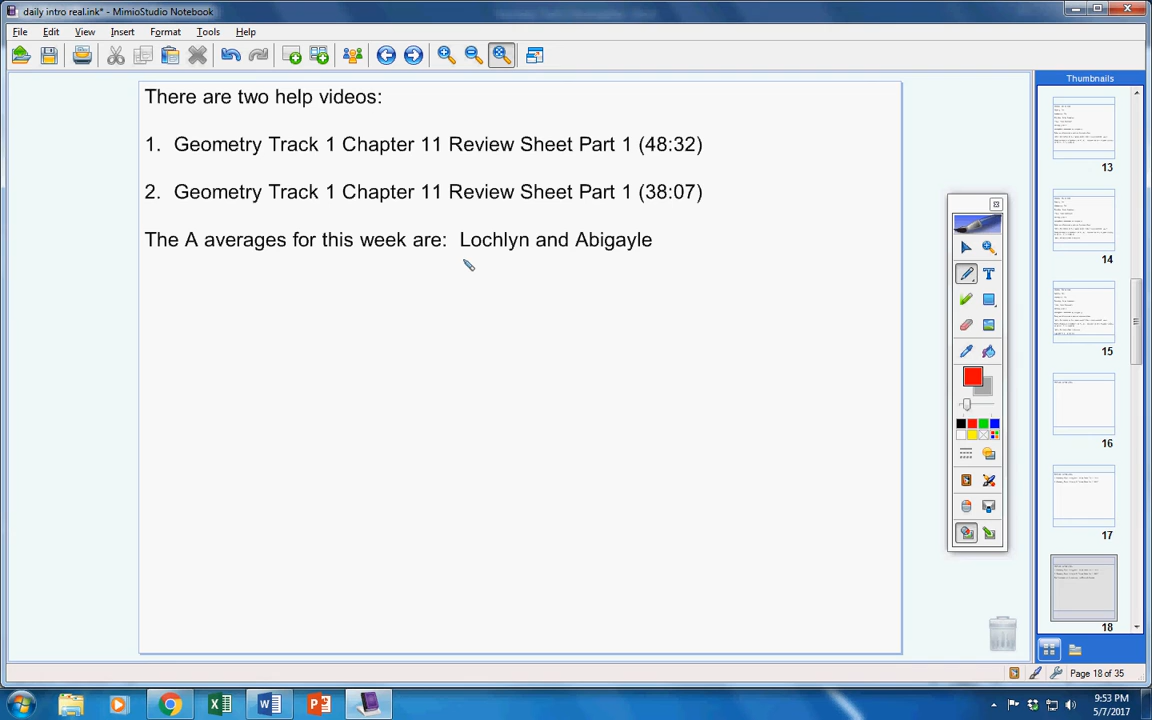 daily intro real.ink* - MimioStudio Notebook
File Edit View Insert Format Tools Help
There are two help videos:
1. Geometry Track 1 Chapter 11 Review Sheet Part 1 (48:32)
2. Geometry Track 1 Chapter 11 Review Sheet Part 1 (38:07)
The A averages for this week are: Lochlyn and Abigayle
Thumbnails
13
14
15
16
17
18
Page 18 of 35
9:53 PM
5/7/2017